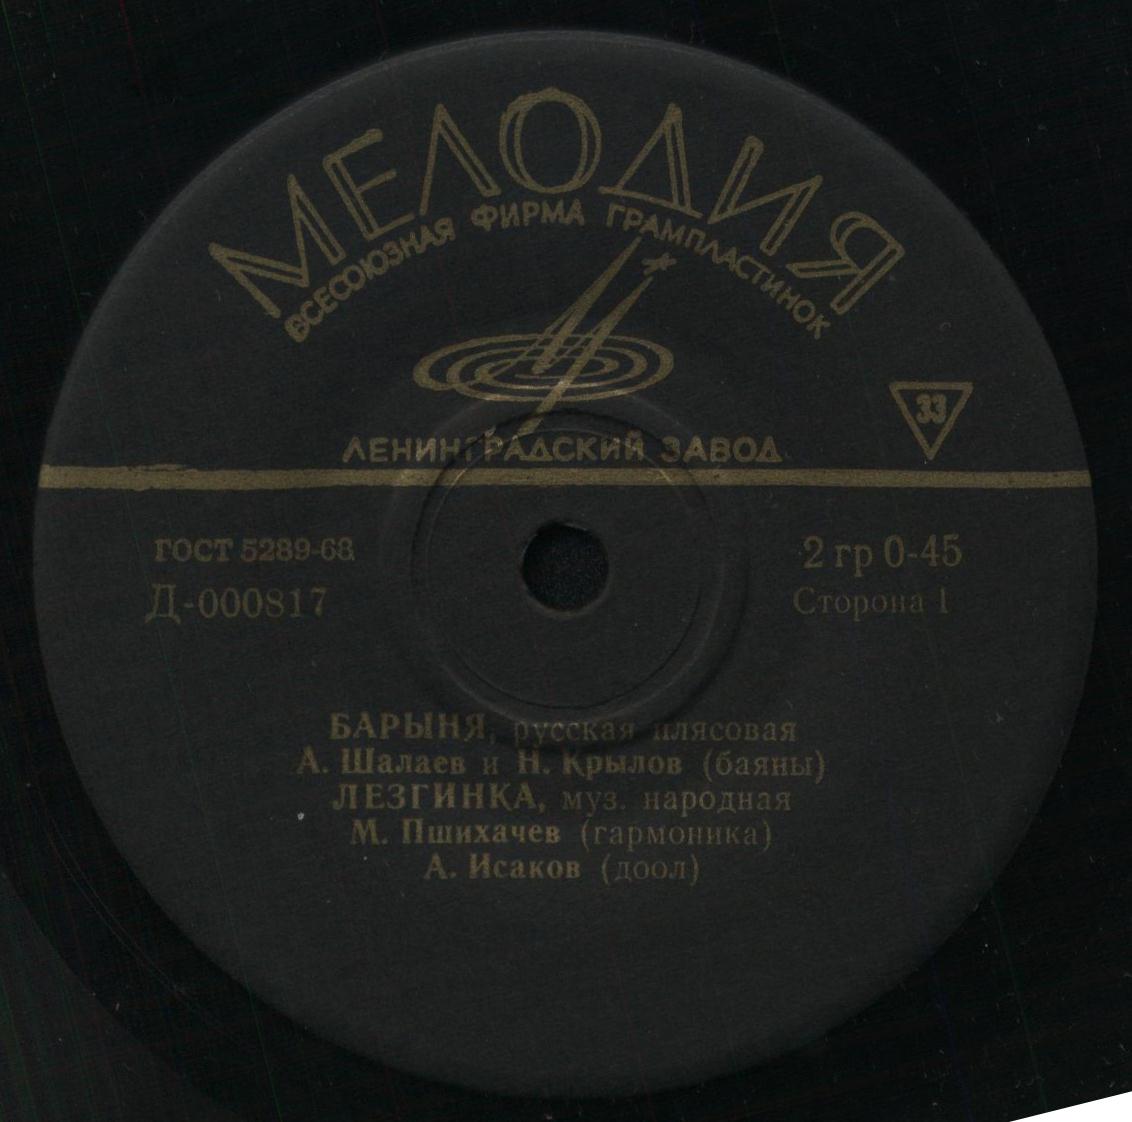 МЕЛОДИЯ
ВСЕСОЮЗНАЯ ФИРМА ГРАМПЛАСТИНОК
33
ЛЕНИНГРАДСКИЙ ЗАВОД
ГОСТ 5289-68
2 гр 0-45
Д-000817
Сторона 1
БАРЫНЯ, русская плясовая
А. Шалаев и Н. Крылов (баяны)
ЛЕЗГИНКА, муз. народная
М. Пшихачев (гармоника)
А. Исаков (доол)